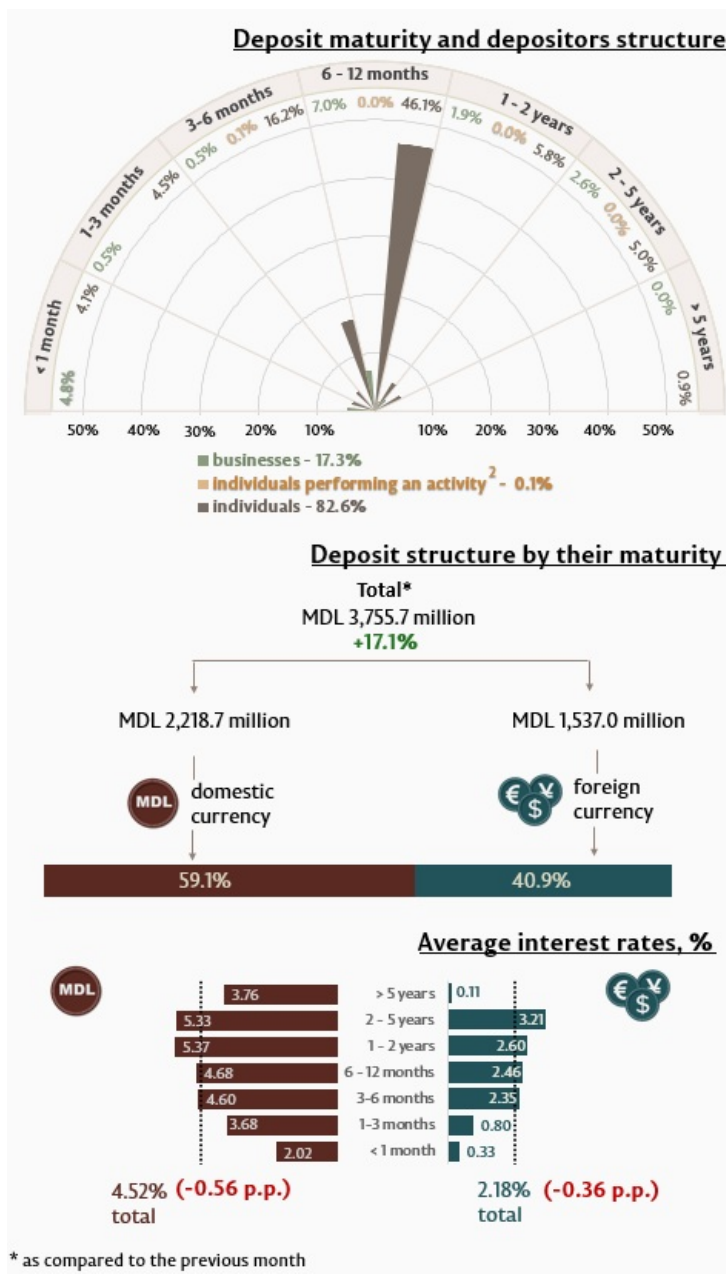 Deposit maturity and depositors structure
< 1 month
1-3 months
3-6 months
6 - 12 months
1 - 2 years
2 - 5 years
> 5 years
4.8%
4.1%
0.5%
4.5%
0.5%
0.1%
16.2%
7.0%
0.0%
46.1%
1.9%
0.0%
5.8%
2.6%
0.0%
5.0%
0.0%
0.9%
50% 40% 30% 20% 10% 10% 20% 30% 40% 50%
businesses - 17.3%
individuals performing an activity 2 - 0.1%
individuals - 82.6%
Deposit structure by their maturity
Total*
MDL 3,755.7 million
+17.1%
MDL 2,218.7 million MDL 1,537.0 million
MDL domestic currency
€ ¥ $ foreign currency
59.1% 40.9%
Average interest rates, %
MDL
€ ¥ $
3.76 > 5 years 0.11
5.33 2 - 5 years 3.21
5.37 1 - 2 years 2.60
4.68 6 - 12 months 2.46
4.60 3-6 months 2.35
3.68 1-3 months 0.80
2.02 < 1 month 0.33
4.52% (-0.56 p.p.) 2.18% (-0.36 p.p.)
total total
* as compared to the previous month